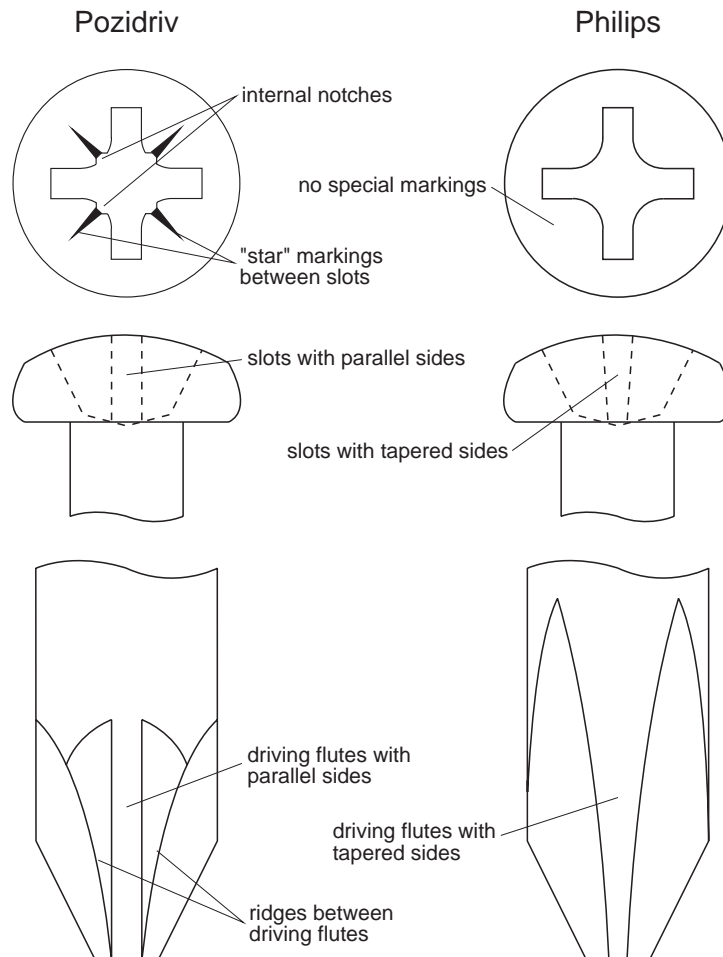 Pozidriv
Philips
internal notches
no special markings
"star" markings
between slots
slots with parallel sides
slots with tapered sides
driving flutes with
parallel sides
driving flutes with
tapered sides
ridges between
driving flutes